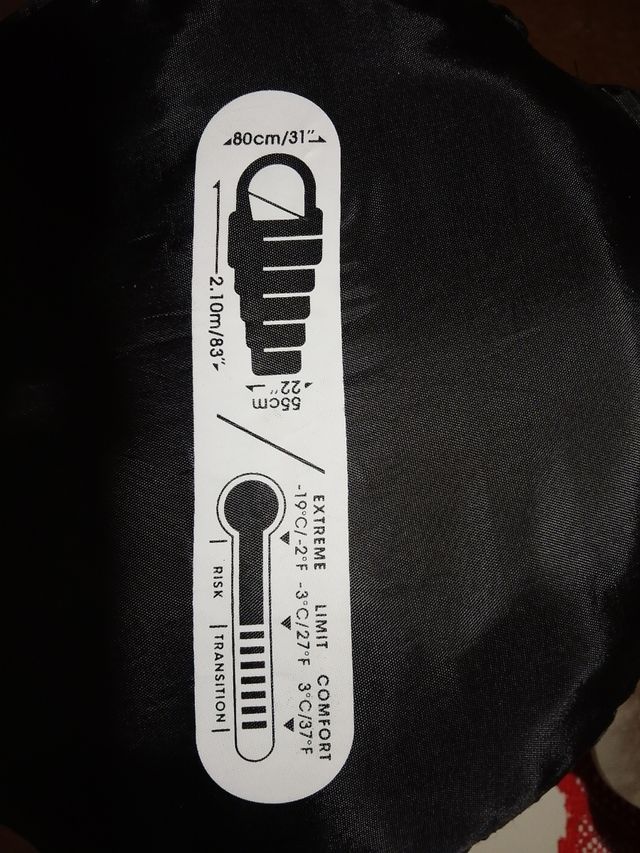 80cm/31"
2.10m/83"
55cm
22"
EXTREME LIMIT COMFORT
-19°C/-2°F -3°C/27°F 3°C/37°F
RISK TRANSITION